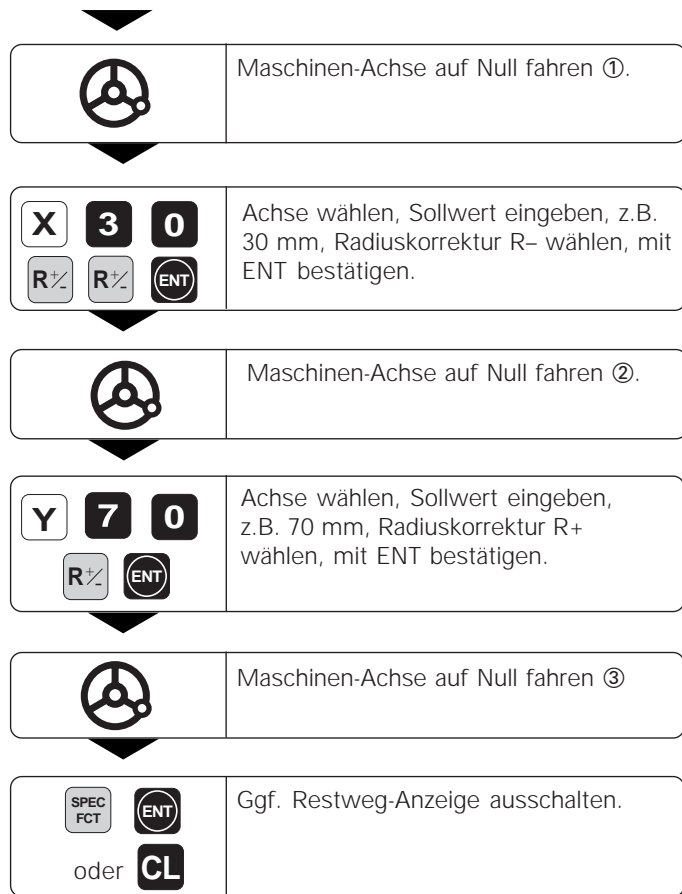 Maschinen-Achse auf Null fahren ①.
X 3 0
R+/- R+/- ENT
Achse wählen, Sollwert eingeben, z.B.
30 mm, Radiuskorrektur R– wählen, mit
ENT bestätigen.
Maschinen-Achse auf Null fahren ②.
Y 7 0
R+/- ENT
Achse wählen, Sollwert eingeben,
z.B. 70 mm, Radiuskorrektur R+
wählen, mit ENT bestätigen.
Maschinen-Achse auf Null fahren ③
SPEC
FCT ENT
oder CL
Ggf. Restweg-Anzeige ausschalten.